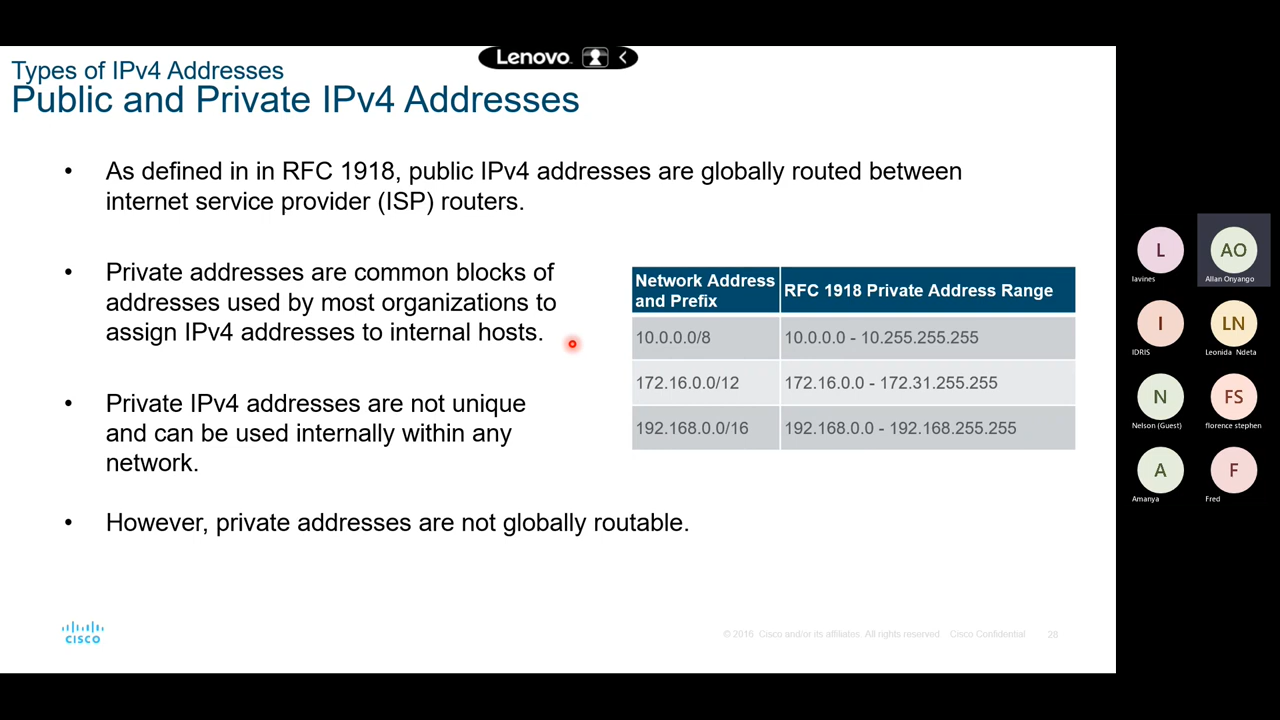 Lenovo.
Types of IPv4 Addresses
Public and Private IPv4 Addresses
• As defined in in RFC 1918, public IPv4 addresses are globally routed between
internet service provider (ISP) routers.
• Private addresses are common blocks of
addresses used by most organizations to
assign IPv4 addresses to internal hosts.
• Private IPv4 addresses are not unique
and can be used internally within any
network.
• However, private addresses are not globally routable.
Network Address
and Prefix
RFC 1918 Private Address Range
10.0.0.0/8
10.0.0.0 - 10.255.255.255
172.16.0.0/12
172.16.0.0 - 172.31.255.255
192.168.0.0/16
192.168.0.0 - 192.168.255.255
CISCO
© 2016 Cisco and/or its affiliates. All rights reserved Cisco Confidential
28
L
lavines
AO
Allan Onyango
I
IDRIS
LN
Leonida Ndeta
N
Nelson (Guest)
FS
florence stephen
A
Amanya
F
Fred